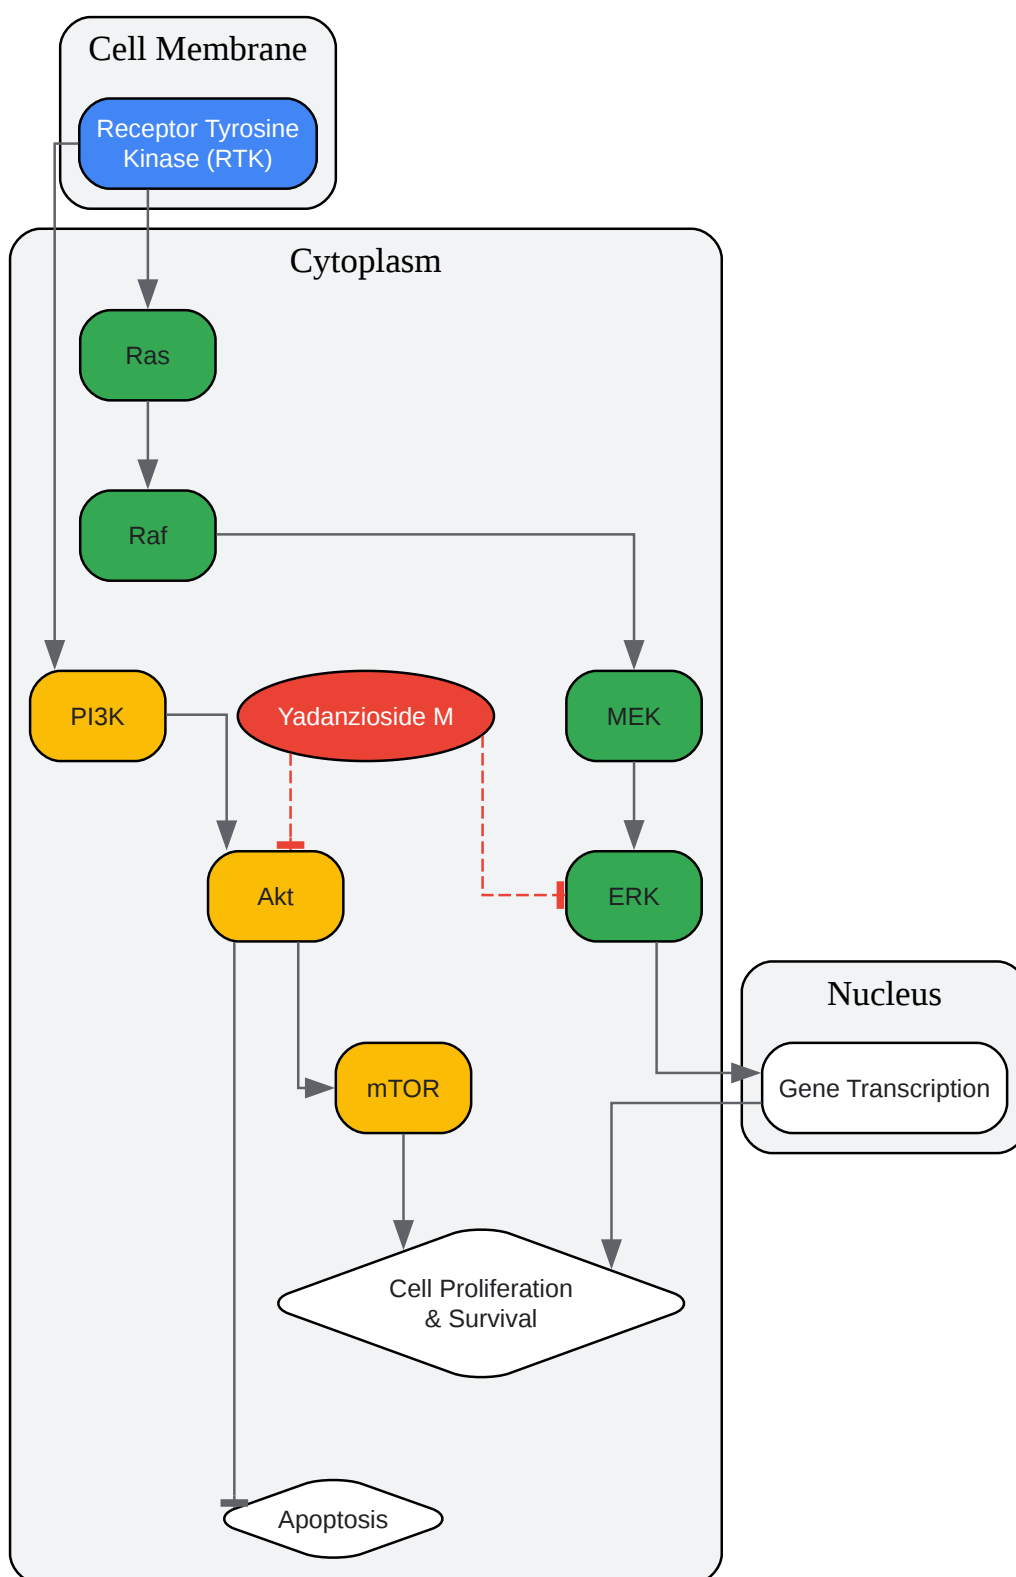 Cell Membrane
Receptor Tyrosine
Kinase (RTK)
Cytoplasm
Ras
Raf
PI3K
Yadanzioside M
MEK
Akt
ERK
Nucleus
mTOR
Gene Transcription
Cell Proliferation
& Survival
Apoptosis